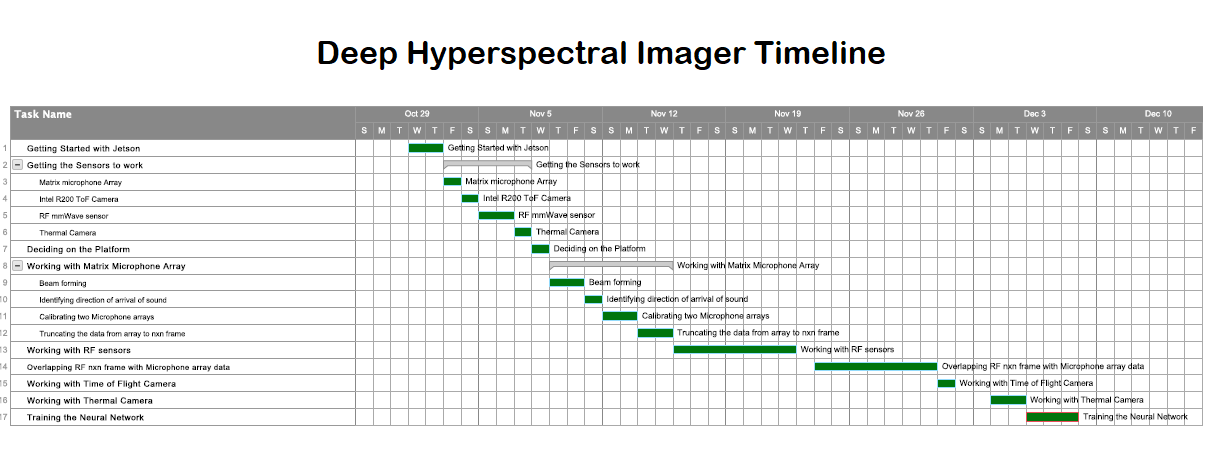 Deep Hyperspectral Imager Timeline
Task Name Oct 29 Nov 5 Nov 12 Nov 19 Nov 26 Dec 3 Dec 10
S M T W T F S S M T W T F S S M T W T F S S M T W T F S S M T W T F S S M T W T F S S M T W T F
1 Getting Started with Jetson Getting Started with Jetson
2 Getting the Sensors to work Getting the Sensors to work
3 Matrix microphone Array Matrix microphone Array
4 Intel R200 ToF Camera Intel R200 ToF Camera
5 RF mmWave sensor RF mmWave sensor
6 Thermal Camera Thermal Camera
7 Deciding on the Platform Deciding on the Platform
8 Working with Matrix Microphone Array Working with Matrix Microphone Array
9 Beam forming Beam forming
10 Identifying direction of arrival of sound Identifying direction of arrival of sound
11 Calibrating two Microphone arrays Calibrating two Microphone arrays
12 Truncating the data from array to nxn frame Truncating the data from array to nxn frame
13 Working with RF sensors Working with RF sensors
14 Overlapping RF nxn frame with Microphone array data Overlapping RF nxn frame with Microphone array data
15 Working with Time of Flight Camera Working with Time of Flight Camera
16 Working with Thermal Camera Working with Thermal Camera
17 Training the Neural Network Training the Neural Network